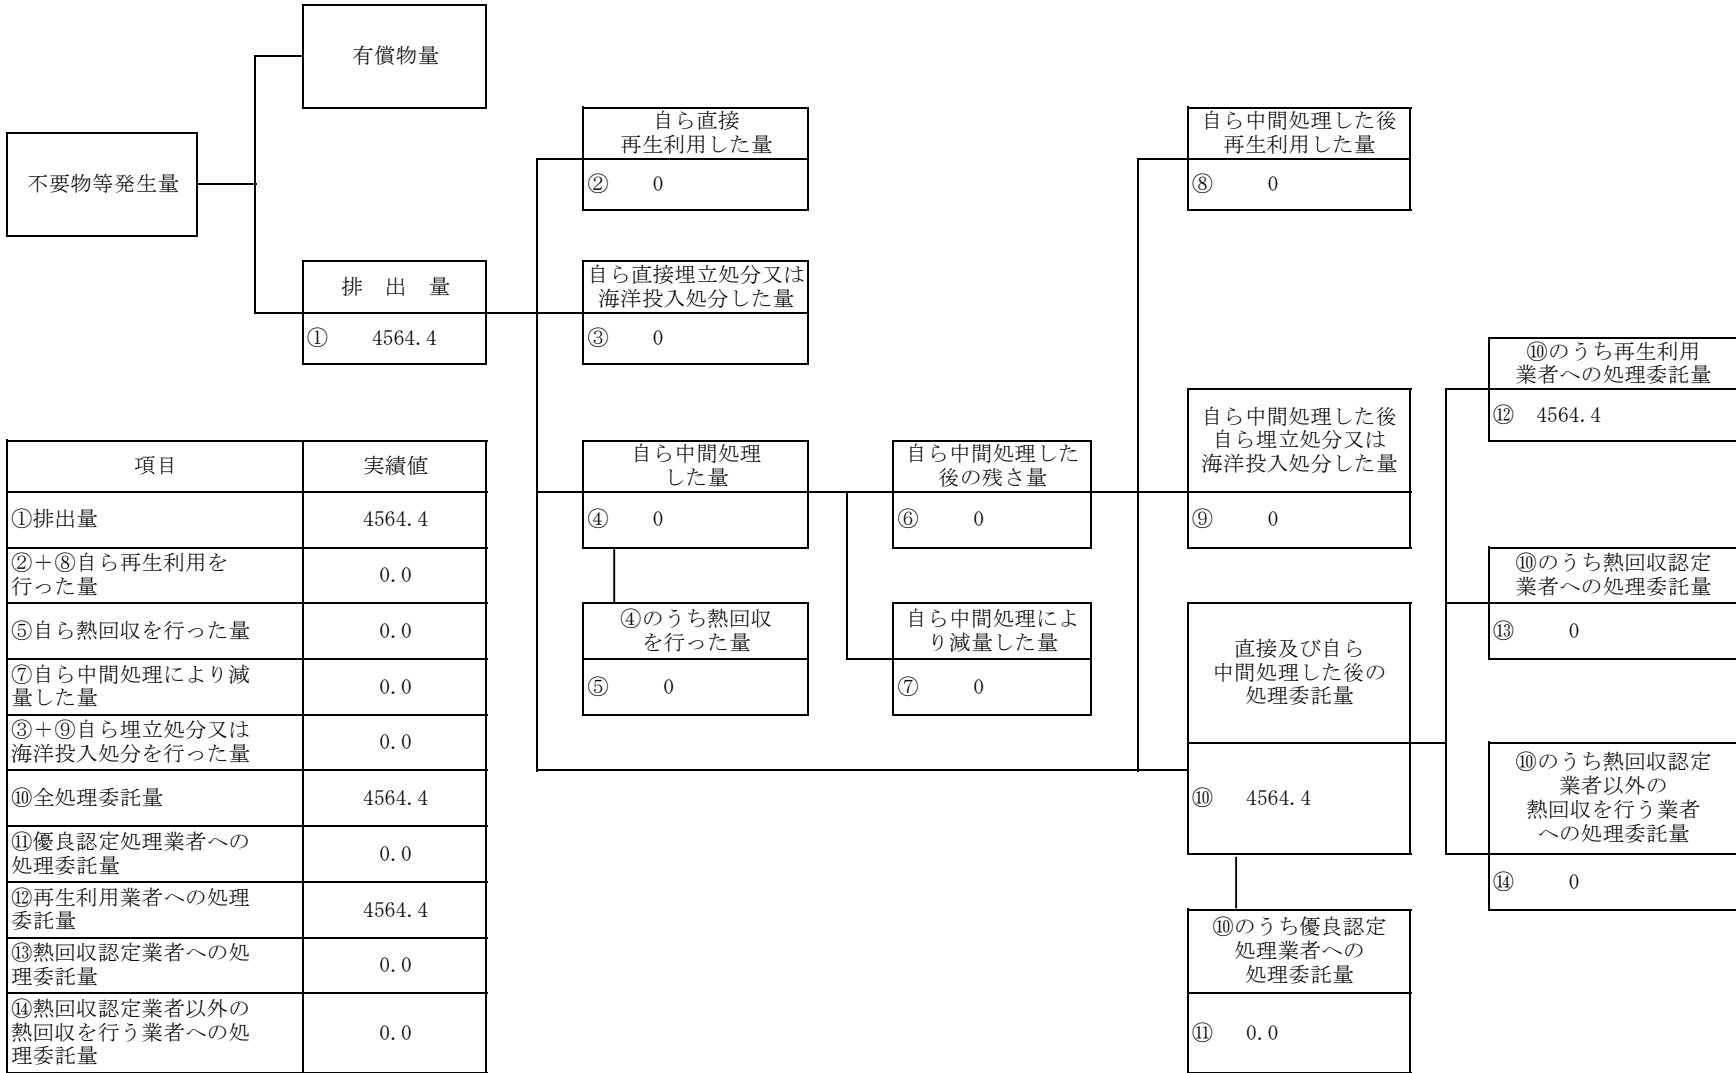 有償物量
不要物等発生量
排　出　量
①　4564.4
自ら直接
再生利用した量
②　0
自ら直接埋立処分又は
海洋投入処分した量
③　0
自ら中間処理
した量
④　0
④のうち熱回収
を行った量
⑤　0
自ら中間処理した
後の残さ量
⑥　0
自ら中間処理によ
り減量した量
⑦　0
自ら中間処理した後
再生利用した量
⑧　0
自ら中間処理した後
自ら埋立処分又は
海洋投入処分した量
⑨　0
直接及び自ら
中間処理した後の
処理委託量
⑩　4564.4
⑩のうち優良認定
処理業者への
処理委託量
⑪　0.0
⑩のうち再生利用
業者への処理委託量
⑫　4564.4
⑩のうち熱回収認定
業者への処理委託量
⑬　0
⑩のうち熱回収認定
業者以外の
熱回収を行う業者
への処理委託量
⑭　0
項目　実績値
①排出量　4564.4
②＋⑧自ら再生利用を
行った量　0.0
⑤自ら熱回収を行った量　0.0
⑦自ら中間処理により減
量した量　0.0
③＋⑨自ら埋立処分又は
海洋投入処分を行った量　0.0
⑩全処理委託量　4564.4
⑪優良認定処理業者への
処理委託量　0.0
⑫再生利用業者への処理
委託量　4564.4
⑬熱回収認定業者への処
理委託量　0.0
⑭熱回収認定業者以外の
熱回収を行う業者への処
理委託量　0.0